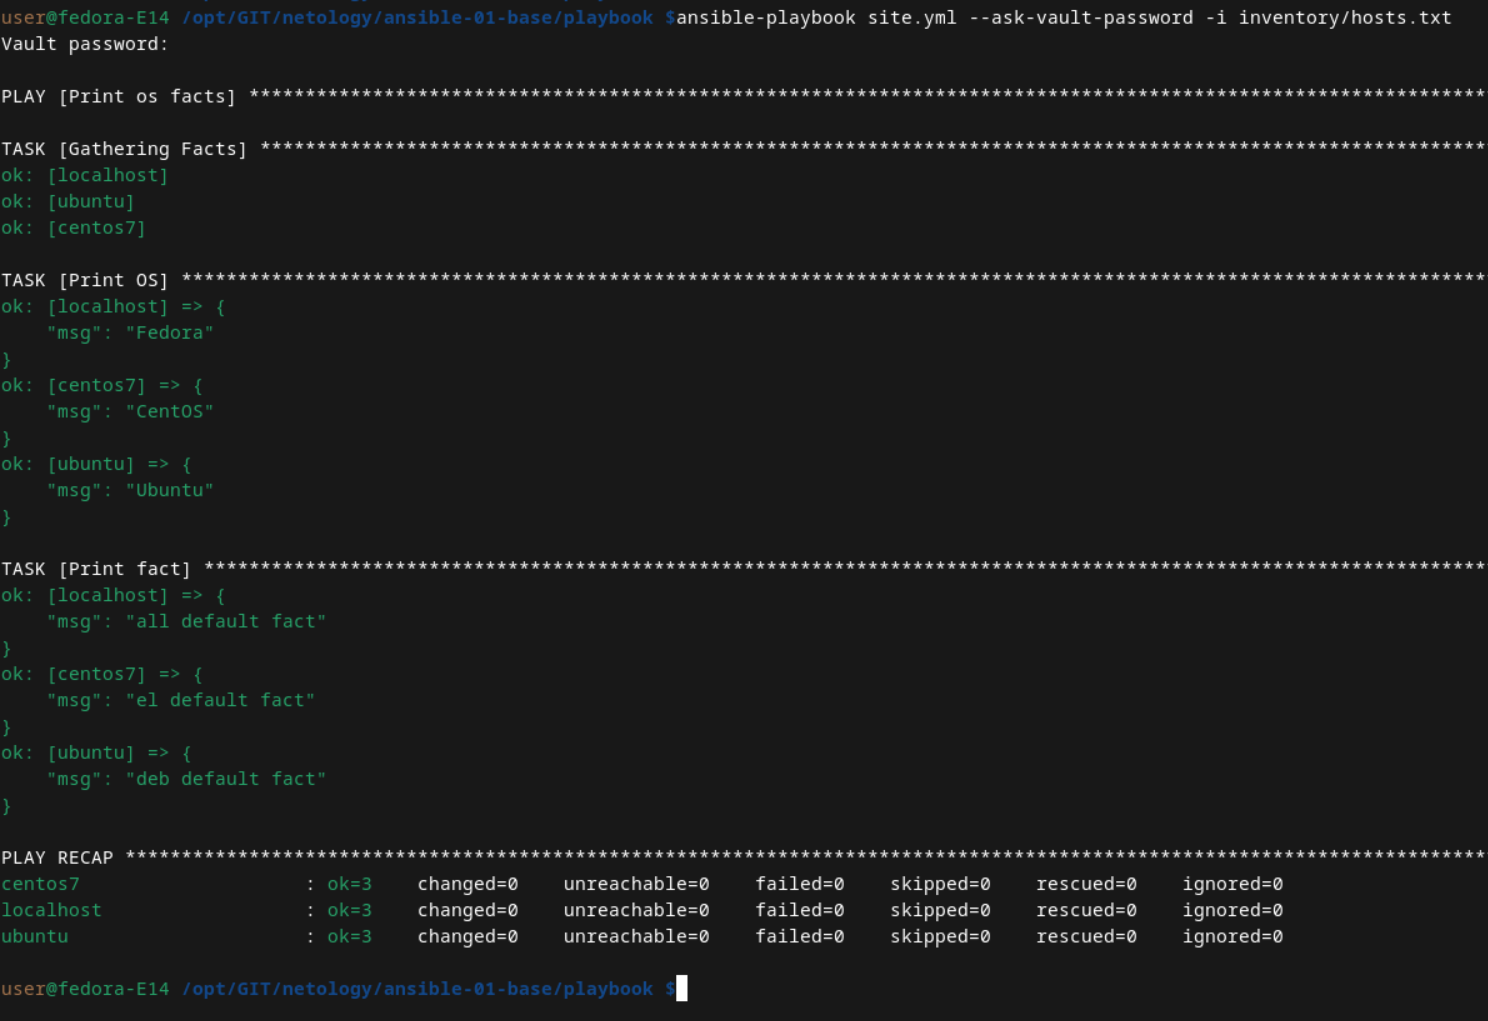 user@fedora-E14 /opt/GIT/netology/ansible-01-base/playbook $ansible-playbook site.yml --ask-vault-password -i inventory/hosts.txt
Vault password:
PLAY [Print os facts] **************************************************************************************************************
TASK [Gathering Facts] *************************************************************************************************************
ok: [localhost]
ok: [ubuntu]
ok: [centos7]
TASK [Print OS] ********************************************************************************************************************
ok: [localhost] => {
    "msg": "Fedora"
}
ok: [centos7] => {
    "msg": "CentOS"
}
ok: [ubuntu] => {
    "msg": "Ubuntu"
}
TASK [Print fact] ******************************************************************************************************************
ok: [localhost] => {
    "msg": "all default fact"
}
ok: [centos7] => {
    "msg": "el default fact"
}
ok: [ubuntu] => {
    "msg": "deb default fact"
}
PLAY RECAP *************************************************************************************************************************
centos7                    : ok=3    changed=0    unreachable=0    failed=0    skipped=0    rescued=0    ignored=0
localhost                  : ok=3    changed=0    unreachable=0    failed=0    skipped=0    rescued=0    ignored=0
ubuntu                     : ok=3    changed=0    unreachable=0    failed=0    skipped=0    rescued=0    ignored=0
user@fedora-E14 /opt/GIT/netology/ansible-01-base/playbook $